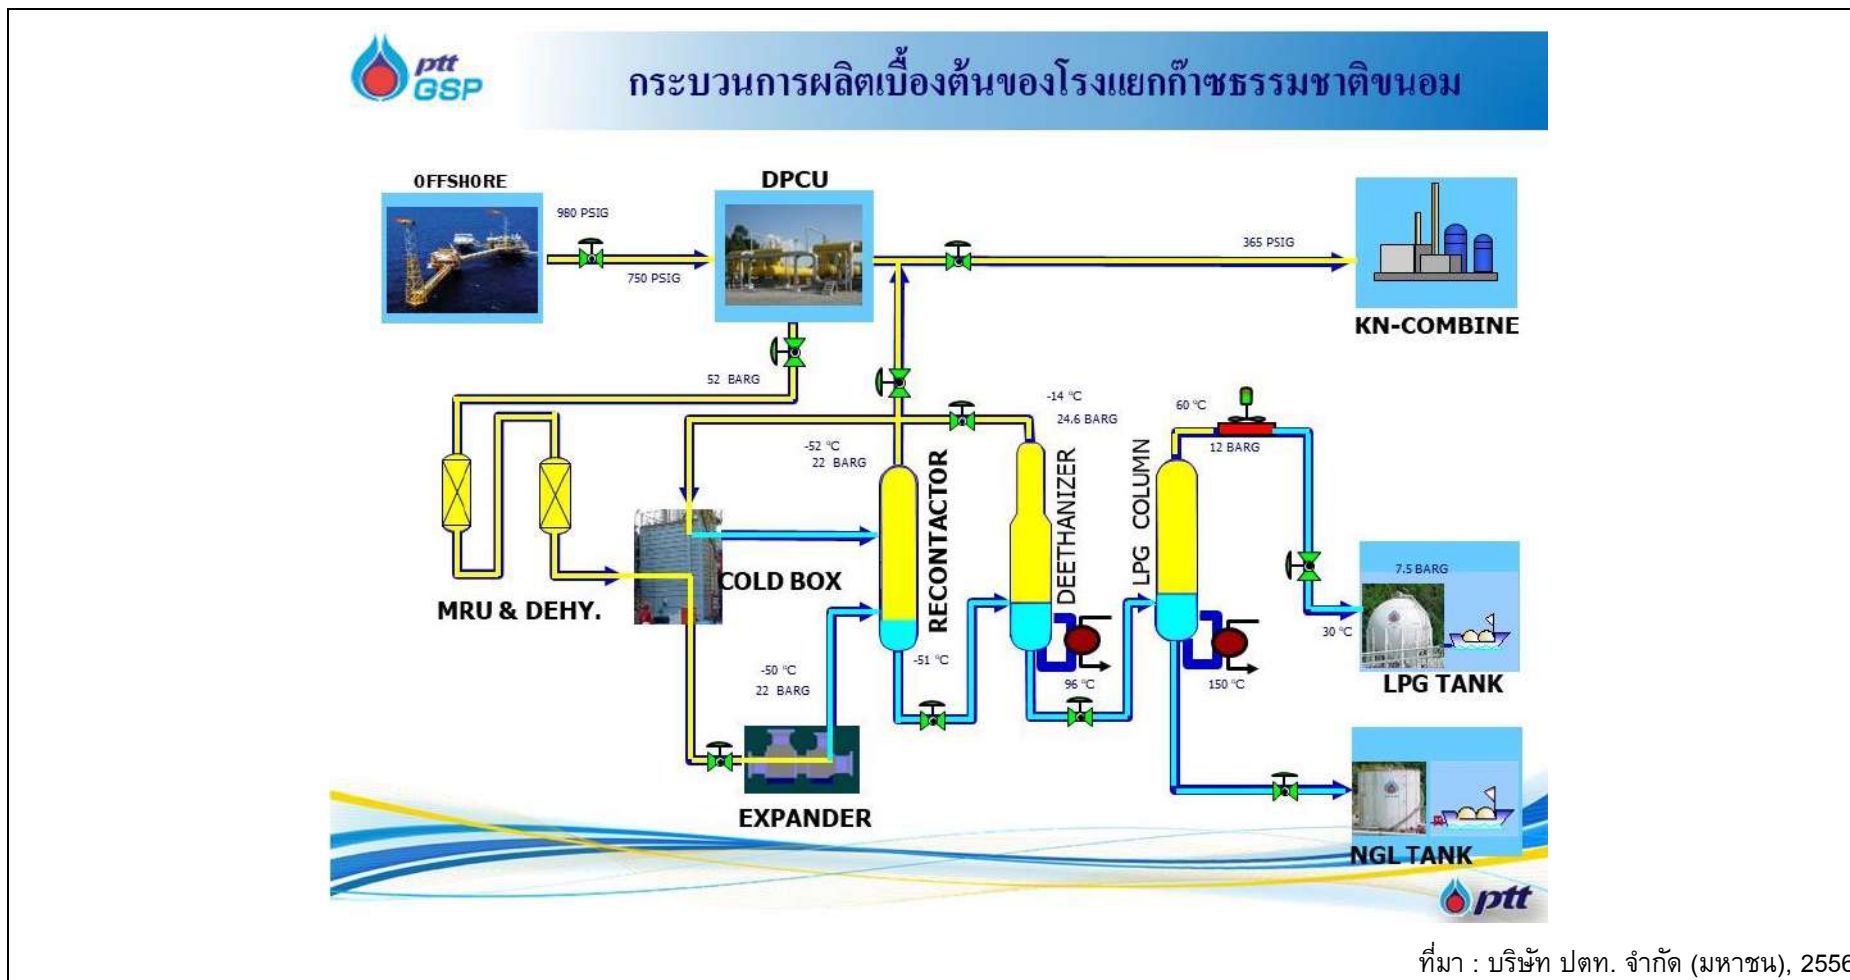 ptt
GSP
กระบวนการผลิตเบื้องต้นของโรงแยกก๊าซธรรมชาติขนอม
OFFSHORE
DPCU
980 PSIG
750 PSIG
365 PSIG
KN-COMBINE
52 BARG
-14 °C
24.6 BARG
60 °C
12 BARG
-52 °C
22 BARG
RECONTACTOR
DEETHANIZER
LPG COLUMN
7.5 BARG
COLD BOX
MRU & DEHY.
30 °C
-51 °C
-50 °C
22 BARG
96 °C
150 °C
LPG TANK
EXPANDER
NGL TANK
ptt
ที่มา : บริษัท ปตท. จำกัด (มหาชน), 2556